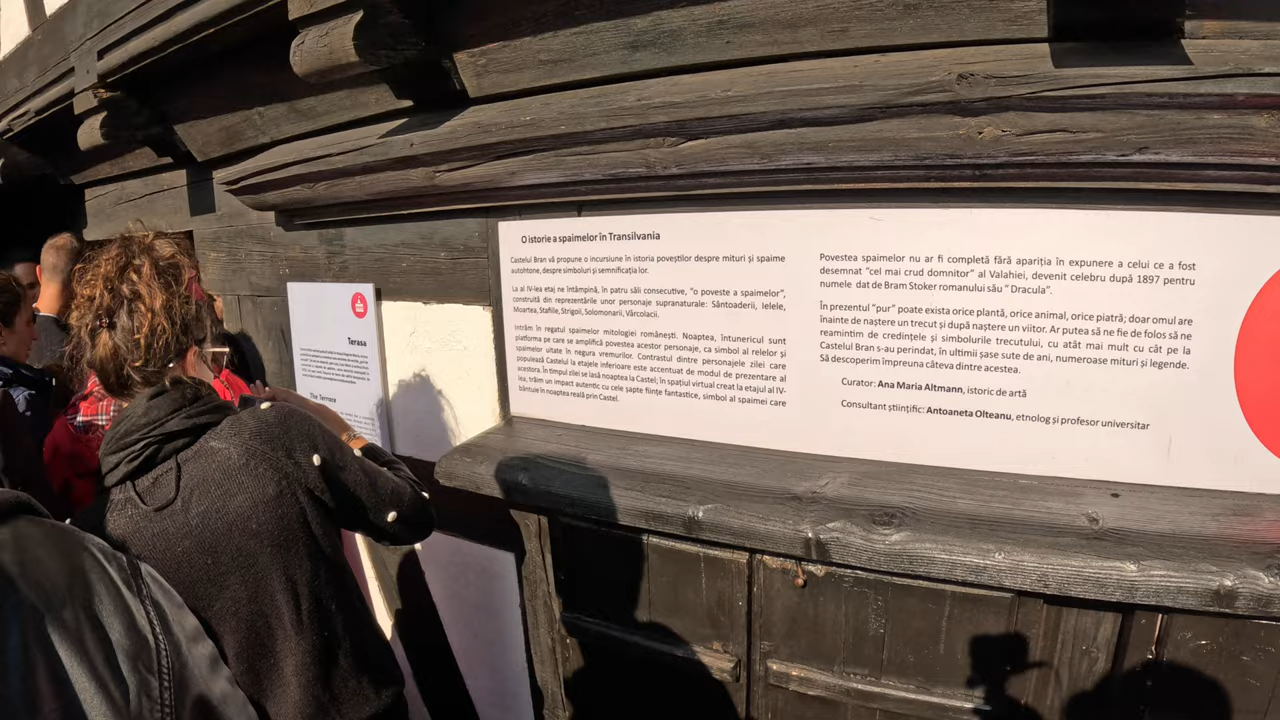 Terasa
The Terrace
O istorie a spaimelor în Transilvania
Castelul Bran vă propune o incursiune în istoria poveștilor despre mituri și spaime
autohtone, despre simboluri și semnificația lor.
La al IV-lea etaj ne întâmpină, în patru săli consecutive, "o poveste a spaimelor",
construită din reprezentările unor personaje supranaturale: Sântoaderii, Ielele,
Moartea, Stafiile, Strigoii, Solomonarii, Vârcolacii.
Intrăm în regatul spaimelor mitologiei românești. Noaptea, întunericul sunt
platforma pe care se amplifică povestea acestor personaje, ca simbol al relelor și
spaimelor uitate în negura vremurilor. Contrastul dintre personajele zilei care
populează Castelul la etajele inferioare este accentuat de modul de prezentare al
acestora. În timpul zilei se lasă noaptea la Castel; în spațiul virtual creat la etajul al IV-
lea, trăim un impact autentic cu cele șapte ființe fantastice, simbol al spaimei care
bântuie în noaptea reală prin Castel.
Povestea spaimelor nu ar fi completă fără apariția în expunere a celui ce a fost
desemnat "cel mai crud domnitor" al Valahiei, devenit celebru după 1897 pentru
numele dat de Bram Stoker romanului său " Dracula".
În prezentul "pur" poate exista orice plantă, orice animal, orice piatră; doar omul are
înainte de naștere un trecut și după naștere un viitor. Ar putea să ne fie de folos să ne
reamintim de credințele și simbolurile trecutului, cu atât mai mult cu cât pe la
Castelul Bran s-au perindat, în ultimii șase sute de ani, numeroase mituri și legende.
Să descoperim împreuna câteva dintre acestea.
Curator: Ana Maria Altmann, istoric de artă
Consultant științific: Antoaneta Olteanu, etnolog și profesor universitar